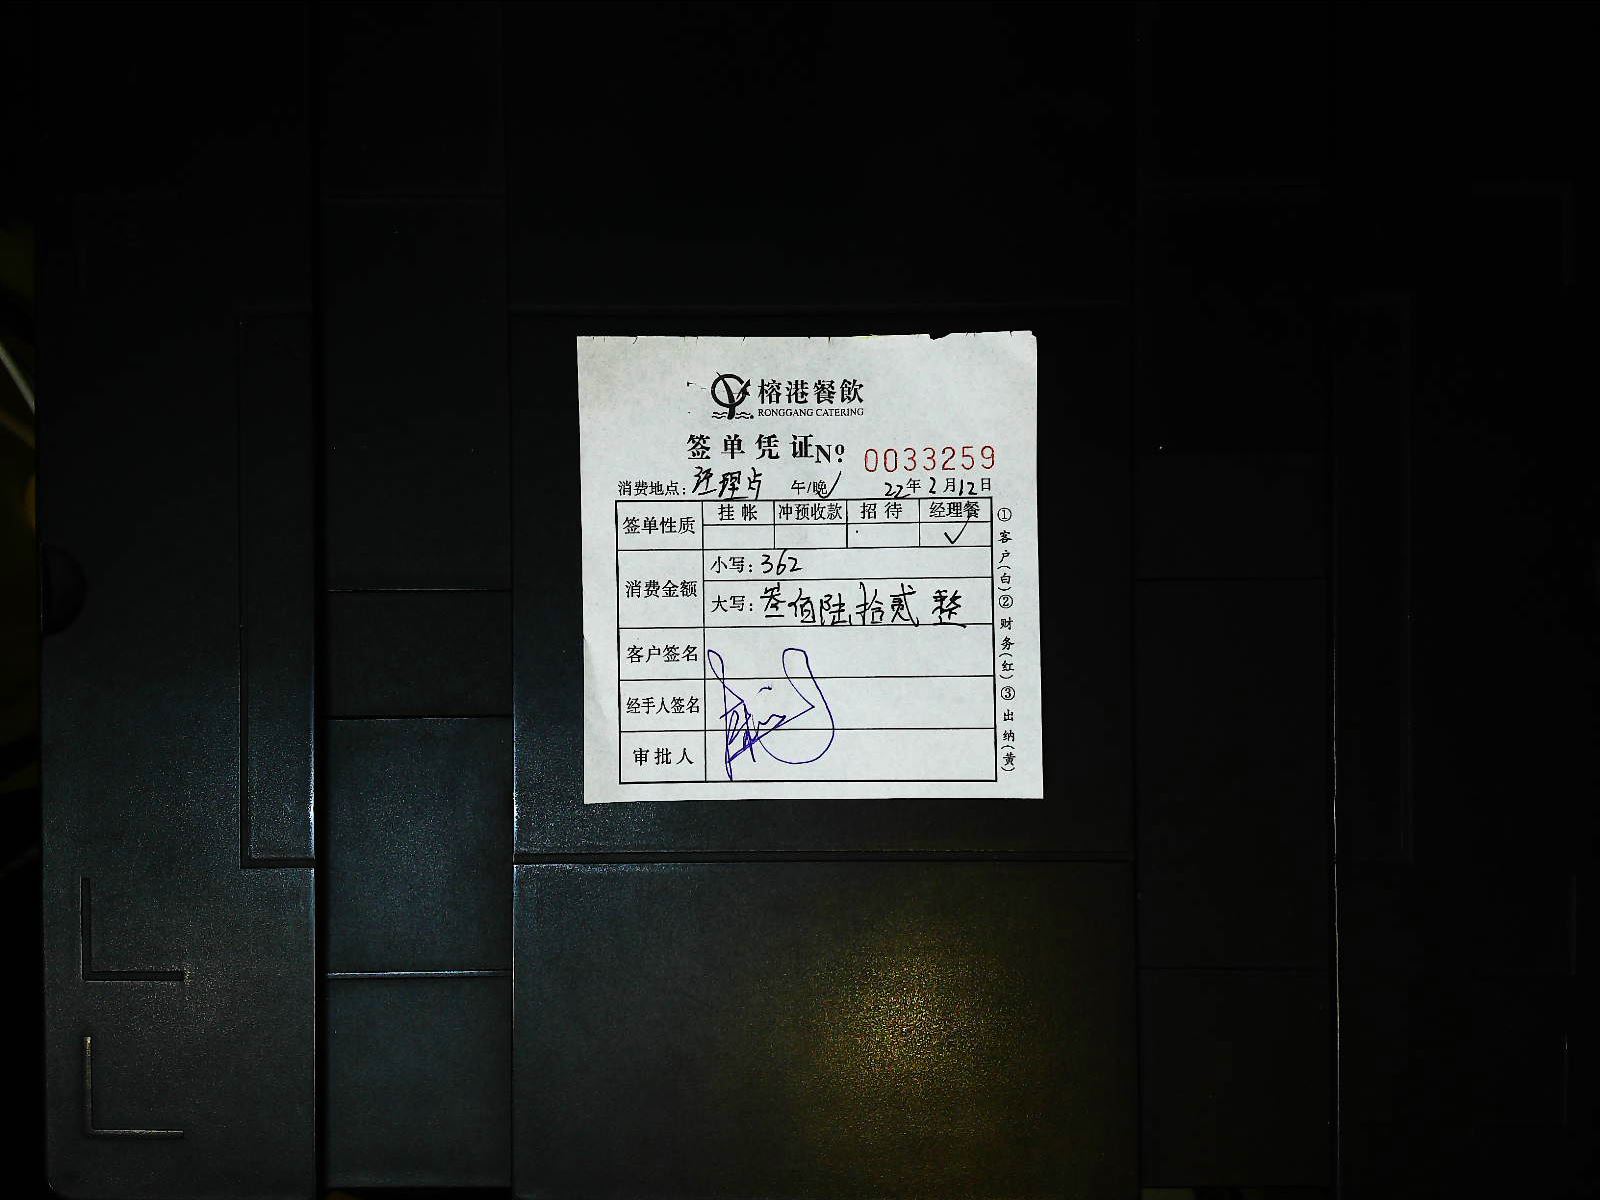 榕港餐飲
RONGGANG CATERING
签单凭证 Nº: 0033259
消费地点: 经理占 午/晚 22年2月12日
签单性质 挂帐 冲预收款 招待 经理餐
✓
消费金额 小写: 362
大写: 叁佰陆拾贰 整
客户签名
经手人签名
审批人
①客户(白)②财务(红)③出纳(黄)